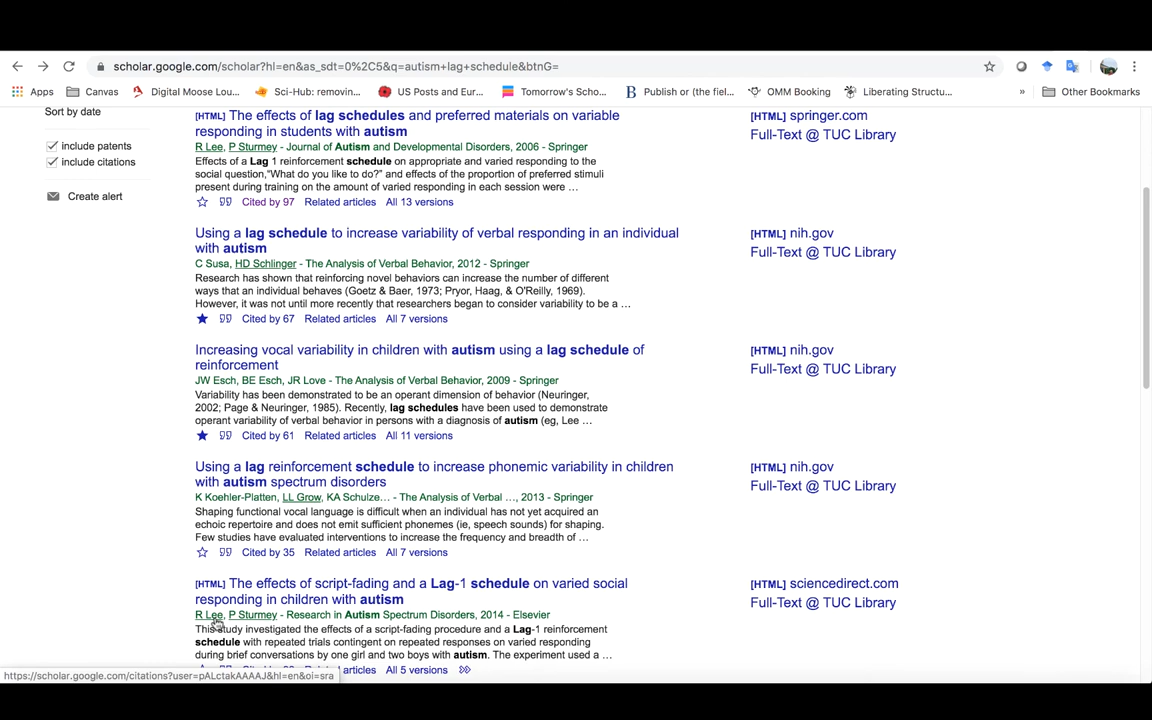 scholar.google.com/scholar?hl=en&as_sdt=0%2C5&q=autism+lag+schedule&btnG=
Apps Canvas Digital Moose Lou... Sci-Hub: removin... US Posts and Eur... Tomorrow's Scho... B Publish or (the fiel... OMM Booking Liberating Structu... » Other Bookmarks
Sort by date
include patents
include citations
Create alert
[HTML] The effects of lag schedules and preferred materials on variable
responding in students with autism
R Lee, P Sturmey - Journal of Autism and Developmental Disorders, 2006 - Springer
Effects of a Lag 1 reinforcement schedule on appropriate and varied responding to the
social question,"What do you like to do?" and effects of the proportion of preferred stimuli
present during training on the amount of varied responding in each session were ...
Cited by 97 Related articles All 13 versions
[HTML] springer.com
Full-Text @ TUC Library
Using a lag schedule to increase variability of verbal responding in an individual
with autism
C Susa, HD Schlinger - The Analysis of Verbal Behavior, 2012 - Springer
Research has shown that reinforcing novel behaviors can increase the number of different
ways that an individual behaves (Goetz & Baer, 1973; Pryor, Haag, & O'Reilly, 1969).
However, it was not until more recently that researchers began to consider variability to be a ...
Cited by 67 Related articles All 7 versions
[HTML] nih.gov
Full-Text @ TUC Library
Increasing vocal variability in children with autism using a lag schedule of
reinforcement
JW Esch, BE Esch, JR Love - The Analysis of Verbal Behavior, 2009 - Springer
Variability has been demonstrated to be an operant dimension of behavior (Neuringer,
2002; Page & Neuringer, 1985). Recently, lag schedules have been used to demonstrate
operant variability of verbal behavior in persons with a diagnosis of autism (eg, Lee ...
Cited by 61 Related articles All 11 versions
[HTML] nih.gov
Full-Text @ TUC Library
Using a lag reinforcement schedule to increase phonemic variability in children
with autism spectrum disorders
K Koehler-Platten, LL Grow, KA Schulze... - The Analysis of Verbal ..., 2013 - Springer
Shaping functional vocal language is difficult when an individual has not yet acquired an
echoic repertoire and does not emit sufficient phonemes (ie, speech sounds) for shaping.
Few studies have evaluated interventions to increase the frequency and breadth of ...
Cited by 35 Related articles All 7 versions
[HTML] nih.gov
Full-Text @ TUC Library
[HTML] The effects of script-fading and a Lag-1 schedule on varied social
responding in children with autism
R Lee, P Sturmey - Research in Autism Spectrum Disorders, 2014 - Elsevier
This study investigated the effects of a script-fading procedure and a Lag-1 reinforcement
schedule with repeated trials contingent on repeated responses on varied responding
during brief conversations by one girl and two boys with autism. The experiment used a ...
articles All 5 versions
[HTML] sciencedirect.com
Full-Text @ TUC Library
https://scholar.google.com/citations?user=pALctakAAAAJ&hl=en&oi=sra